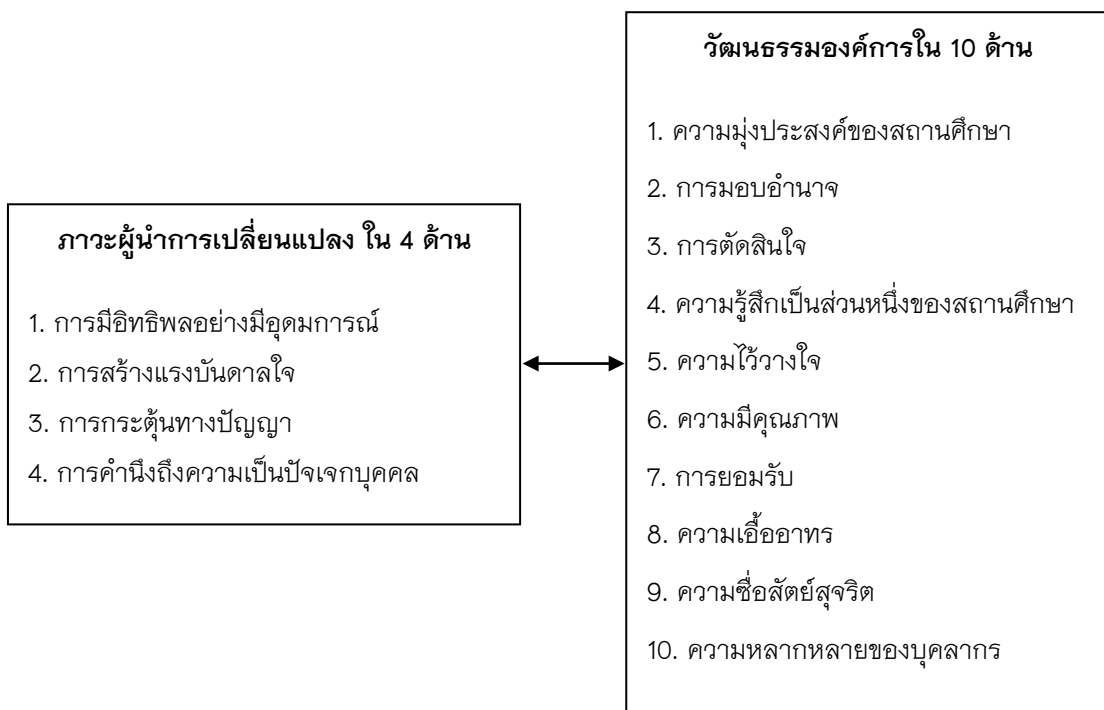 ภาวะผู้นำการเปลี่ยนแปลง ใน 4 ด้าน
1. การมีอิทธิพลอย่างมีอุดมการณ์
2. การสร้างแรงบันดาลใจ
3. การกระตุ้นทางปัญญา
4. การคำนึงถึงความเป็นปัจเจกบุคคล
วัฒนธรรมองค์การใน 10 ด้าน
1. ความมุ่งประสงค์ของสถานศึกษา
2. การมอบอำนาจ
3. การตัดสินใจ
4. ความรู้สึกเป็นส่วนหนึ่งของสถานศึกษา
5. ความไว้วางใจ
6. ความมีคุณภาพ
7. การยอมรับ
8. ความเอื้ออาทร
9. ความซื่อสัตย์สุจริต
10. ความหลากหลายของบุคลากร